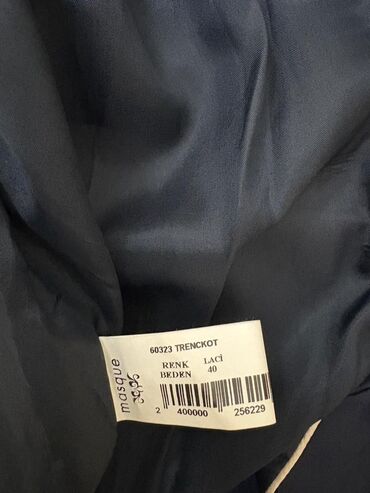 60323 TRENCKOT
RENK LACİ
BEDEN 40
masque
2 400000 256229